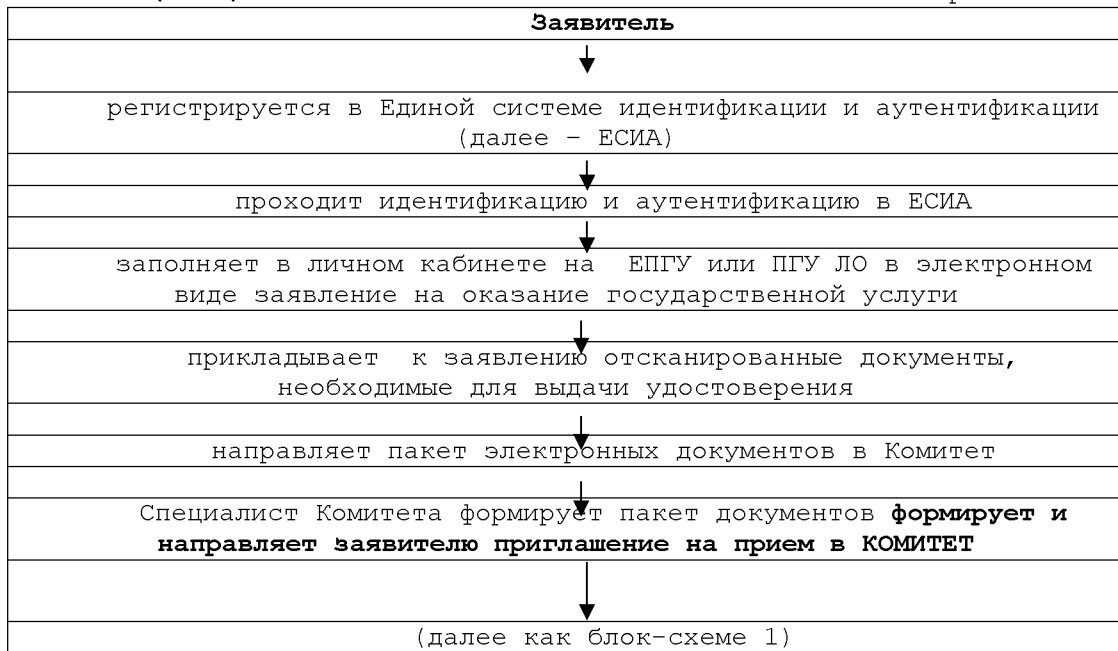 Заявитель
регистрируется в Единой системе идентификации и аутентификации
(далее – ЕСИА)
проходит идентификацию и аутентификацию в ЕСИА
заполняет в личном кабинете на ЕПГУ или ПГУ ЛО в электронном
виде заявление на оказание государственной услуги
прикладывает к заявлению отсканированные документы,
необходимые для выдачи удостоверения
направляет пакет электронных документов в Комитет
Специалист Комитета формирует пакет документов формирует и
направляет заявителю приглашение на прием в КОМИТЕТ
(далее как блок-схеме 1)